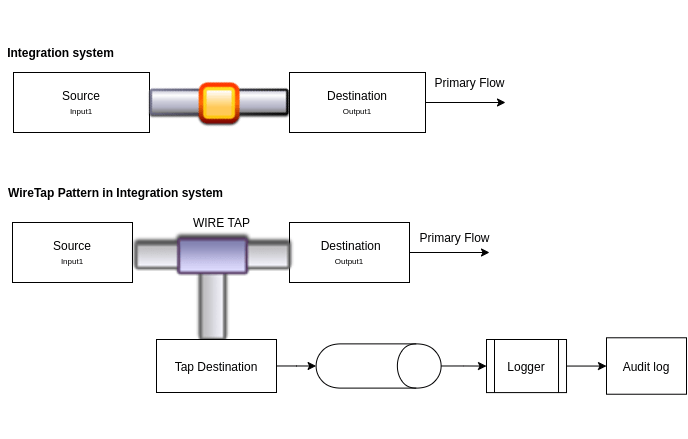 Integration system
Source
Input1
Destination
Output1
Primary Flow
WireTap Pattern in Integration system
WIRE TAP
Source
Input1
Destination
Output1
Primary Flow
Tap Destination
Logger
Audit log